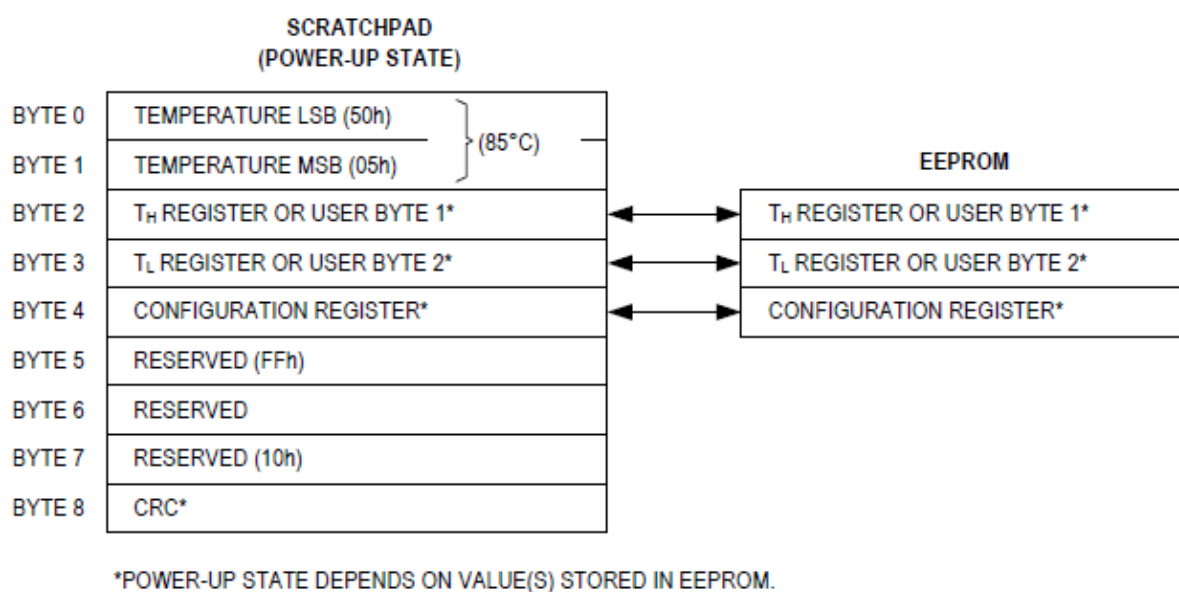 SCRATCHPAD
(POWER-UP STATE)
BYTE 0 TEMPERATURE LSB (50h)
(85°C)
BYTE 1 TEMPERATURE MSB (05h)
EEPROM
BYTE 2 TH REGISTER OR USER BYTE 1* TH REGISTER OR USER BYTE 1*
BYTE 3 TL REGISTER OR USER BYTE 2* TL REGISTER OR USER BYTE 2*
BYTE 4 CONFIGURATION REGISTER* CONFIGURATION REGISTER*
BYTE 5 RESERVED (FFh)
BYTE 6 RESERVED
BYTE 7 RESERVED (10h)
BYTE 8 CRC*
*POWER-UP STATE DEPENDS ON VALUE(S) STORED IN EEPROM.